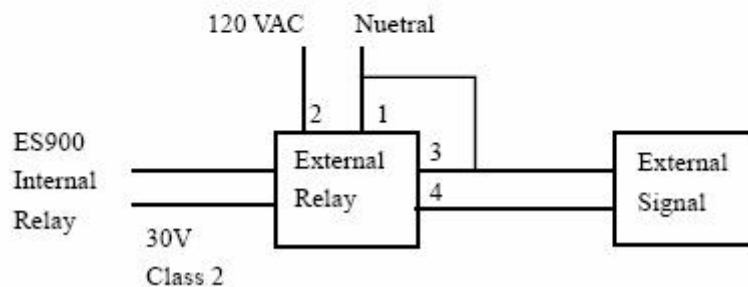 120 VAC Nuetral
2 1
ES900
Internal
Relay
External
Relay
3
4
External
Signal
30V
Class 2